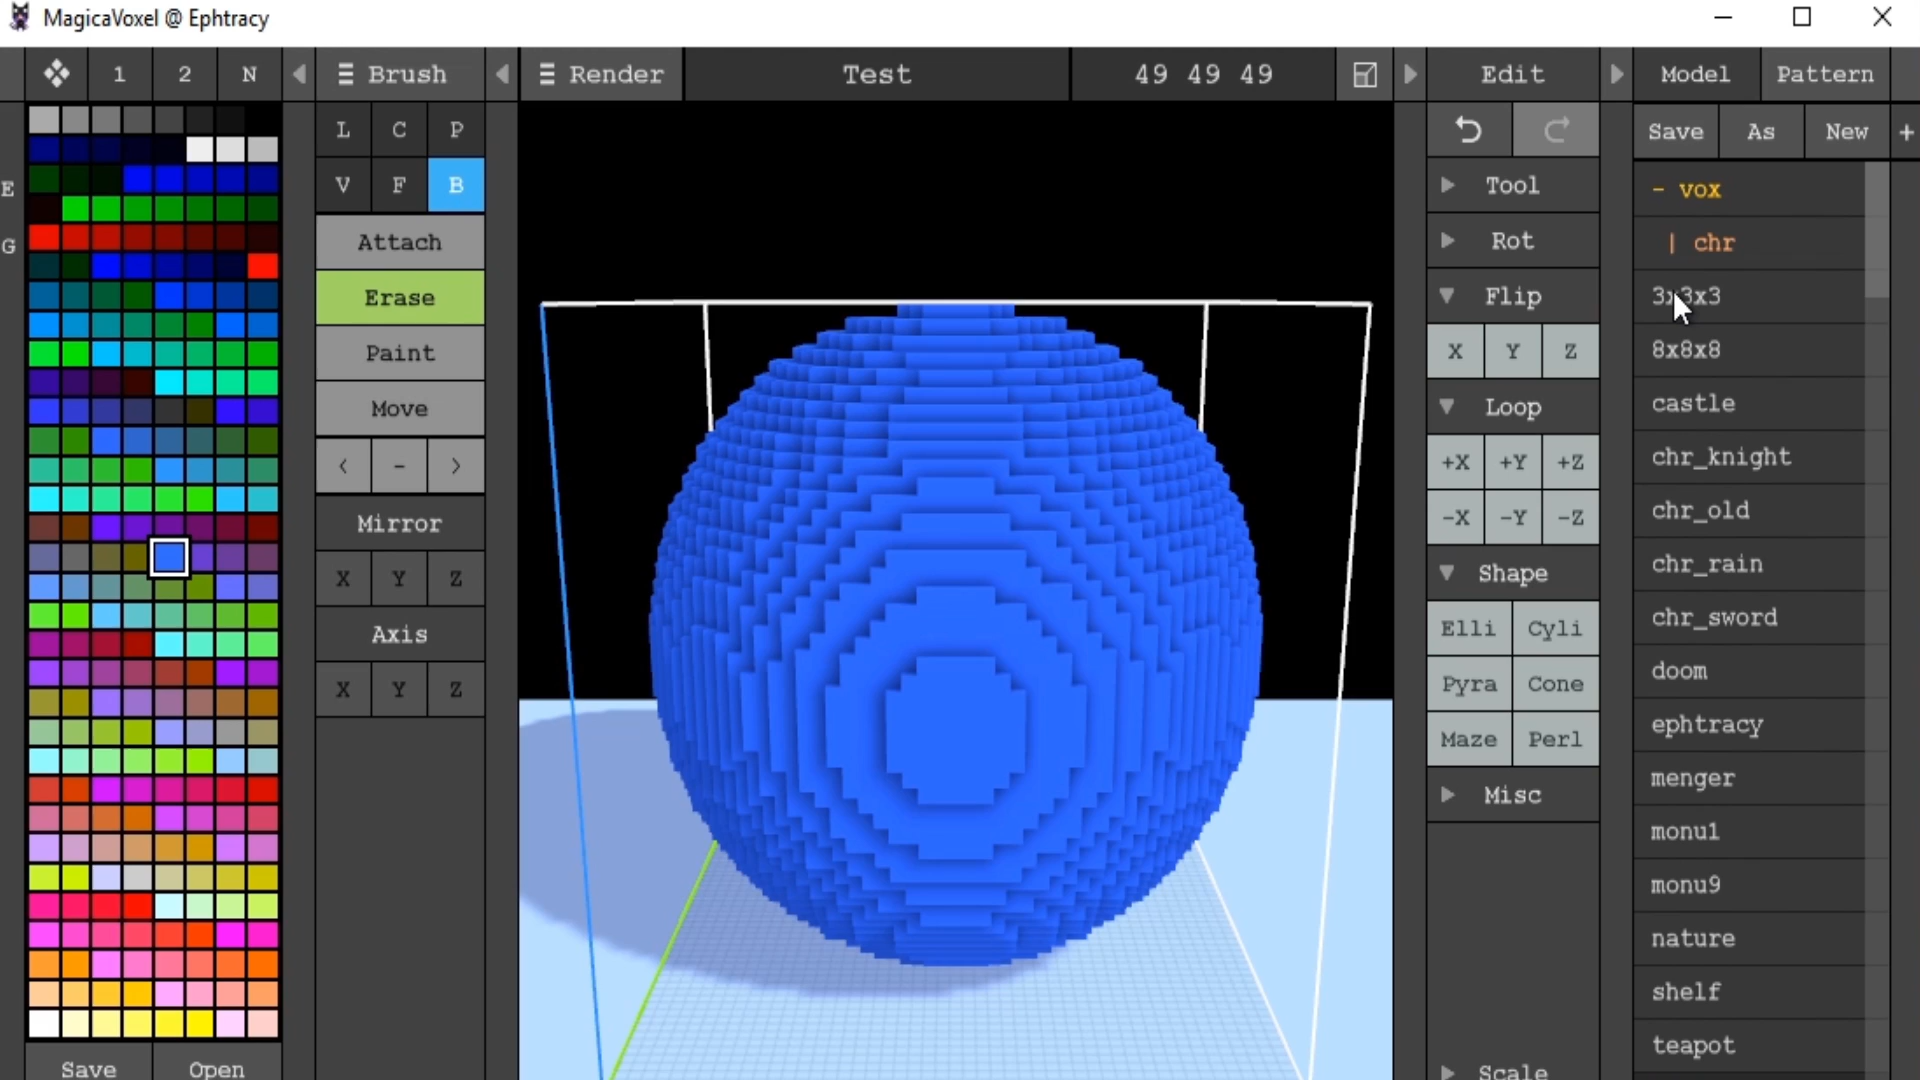 MagicaVoxel @ Ephtracy
1 2 N
Brush
Render
Test
49 49 49
Edit
Model
Pattern
L C P
V F B
Attach
Erase
Paint
Move
< - >
Mirror
X Y Z
Axis
X Y Z
E
G
Save
Open
Tool
Rot
Flip
X Y Z
Loop
+X +Y +Z
-X -Y -Z
Shape
Elli Cyli
Pyra Cone
Maze Perl
Misc
Scale
Save As New +
- vox
| chr
3x3x3
8x8x8
castle
chr_knight
chr_old
chr_rain
chr_sword
doom
ephtracy
menger
monu1
monu9
nature
shelf
teapot